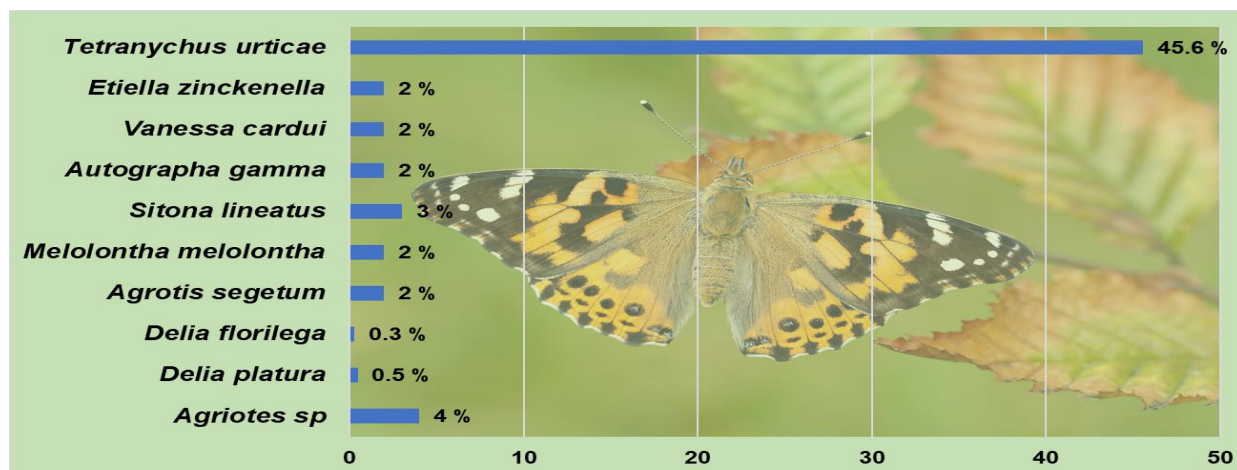 Tetranychus urticae 45.6 %
Etiella zinckenella 2 %
Vanessa cardui 2 %
Autographa gamma 2 %
Sitona lineatus 3 %
Melolontha melolontha 2 %
Agrotis segetum 2 %
Delia florilega 0.3 %
Delia platura 0.5 %
Agriotes sp 4 %
0 10 20 30 40 50